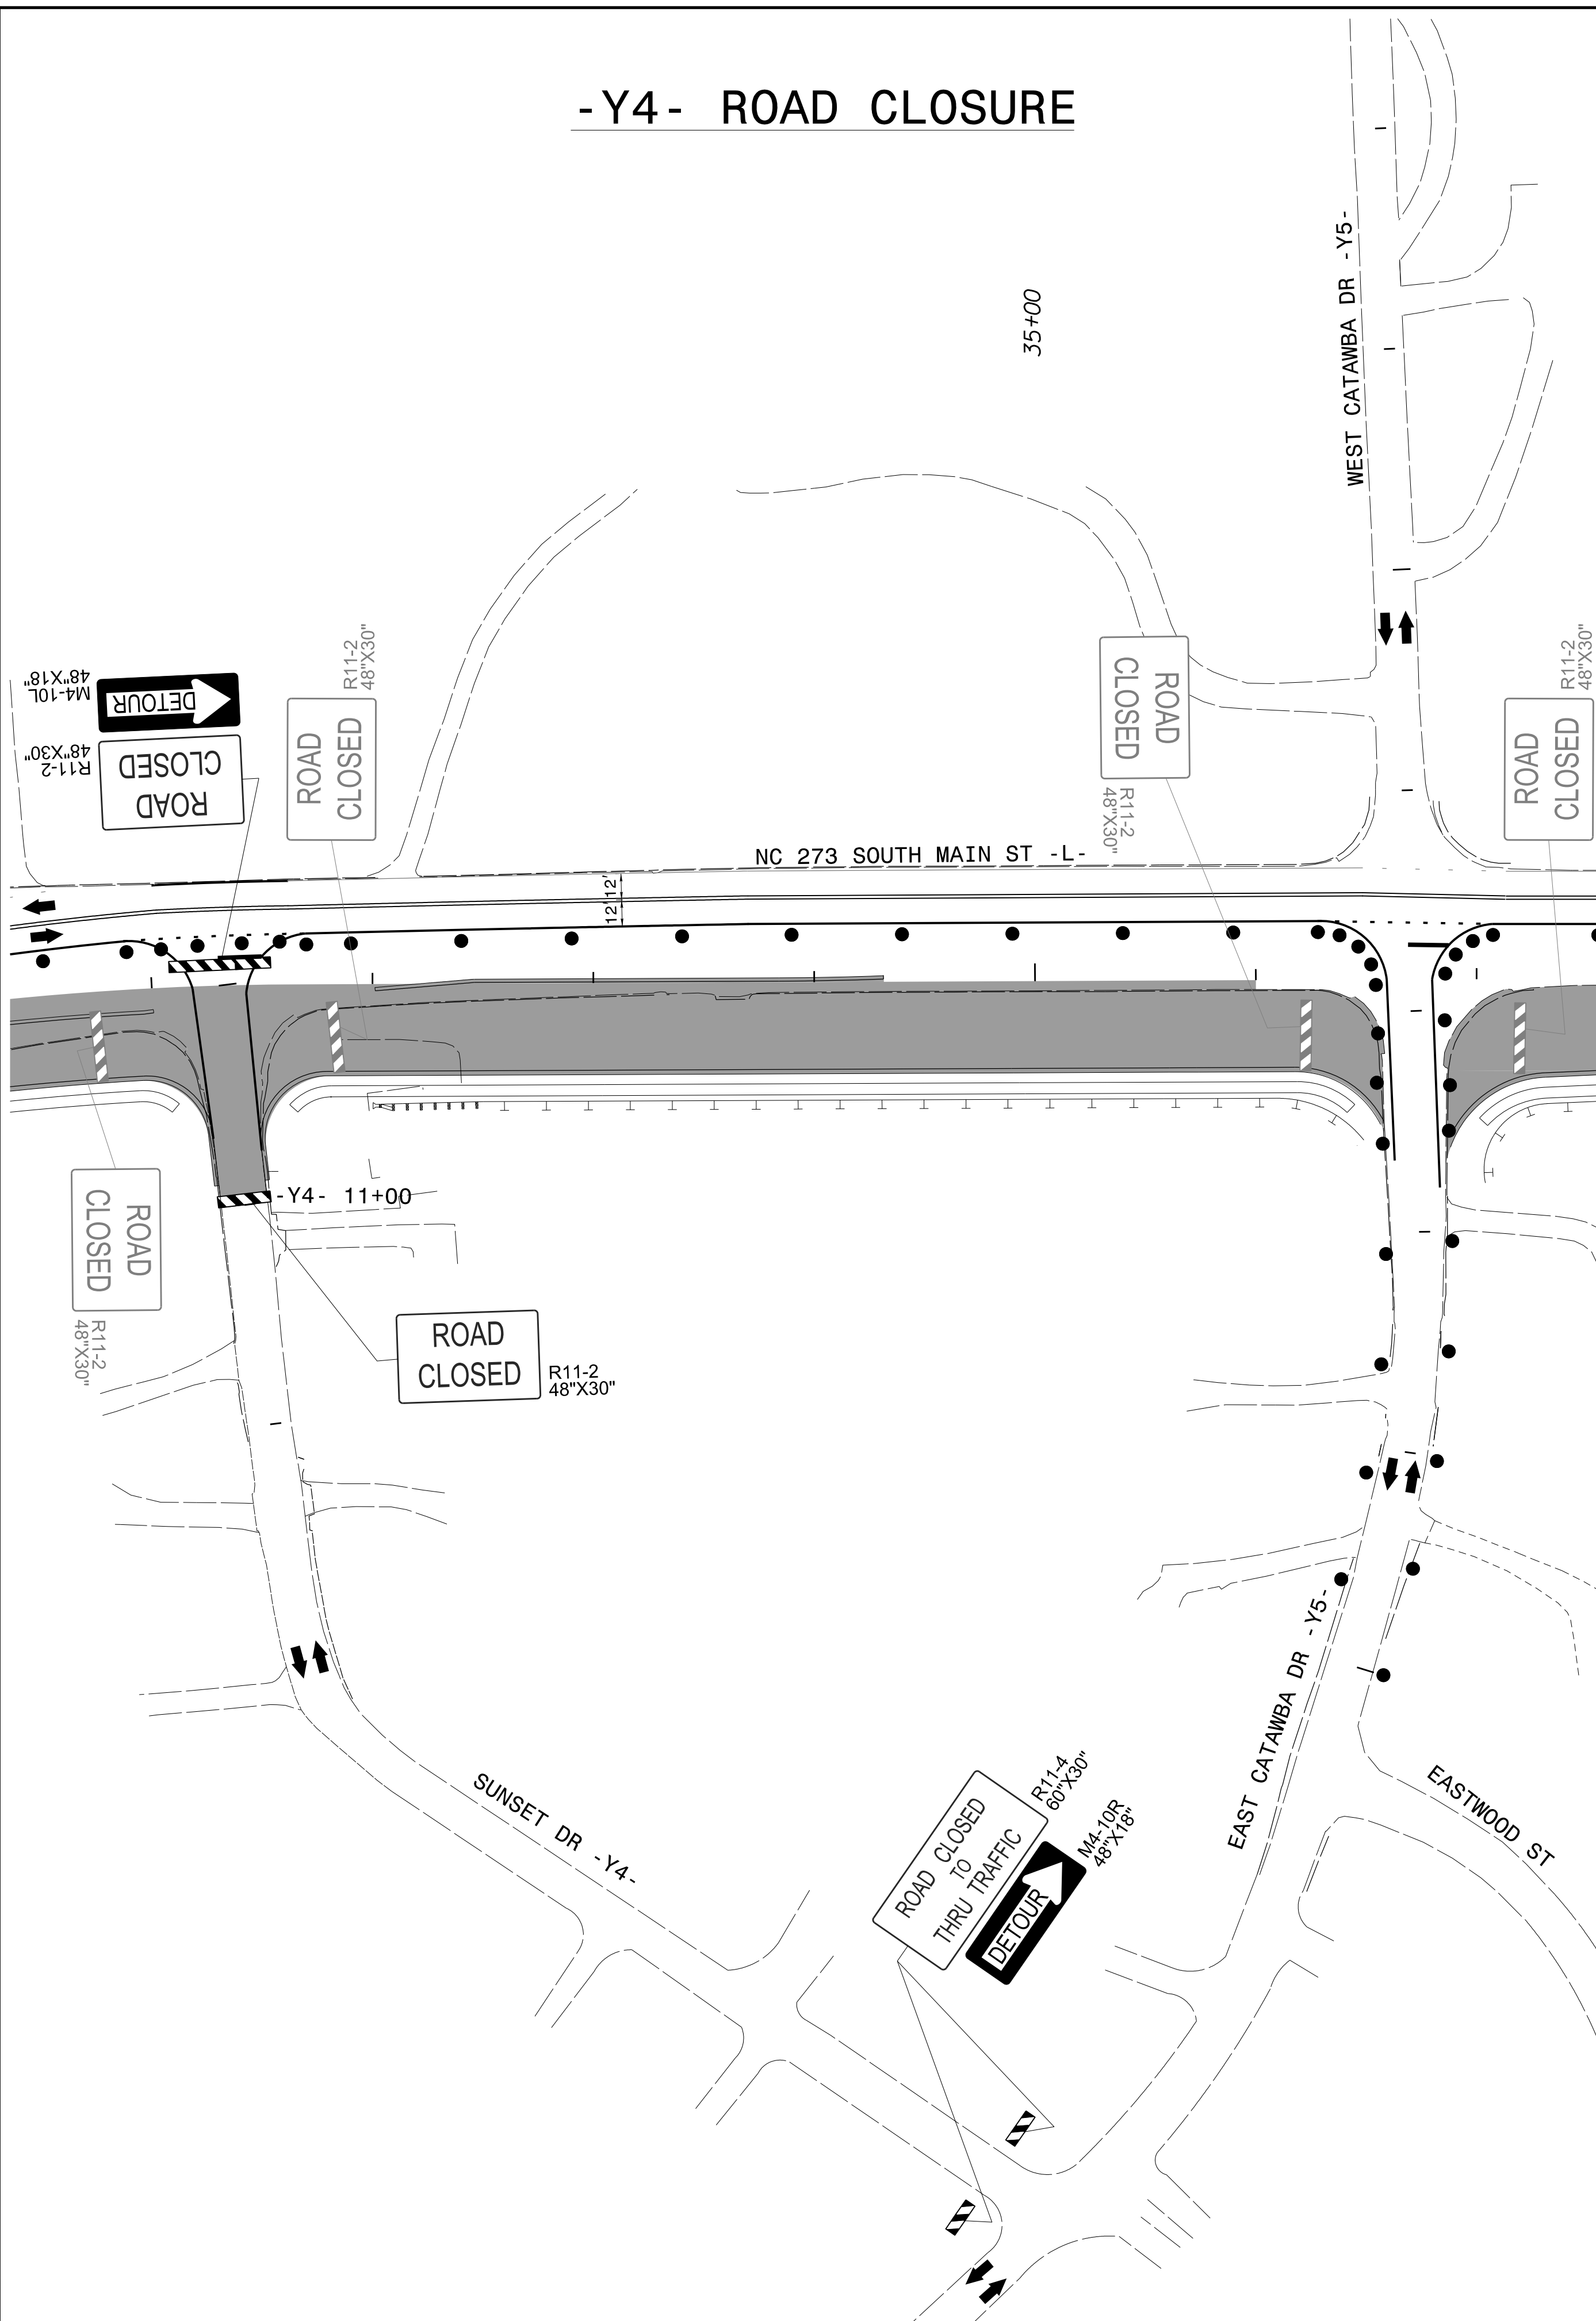 -Y4- ROAD CLOSURE
WEST CATAWBA DR -Y5-
35+00
M4-10L
48"X18"
DETOUR
R11-2
48"X30"
ROAD
CLOSED
R11-2
48"X30"
ROAD
CLOSED
ROAD
CLOSED
R11-2
48"X30"
R11-2
48"X30"
ROAD
CLOSED
NC 273 SOUTH MAIN ST -L-
12'
12'
-Y4- 11+00
ROAD
CLOSED
R11-2
48"X30"
ROAD
CLOSED
R11-2
48"X30"
SUNSET DR -Y4-
EAST CATAWBA DR -Y5-
EASTWOOD ST
ROAD CLOSED
TO
THRU TRAFFIC
R11-4
60"X30"
DETOUR
M4-10R
48"X18"